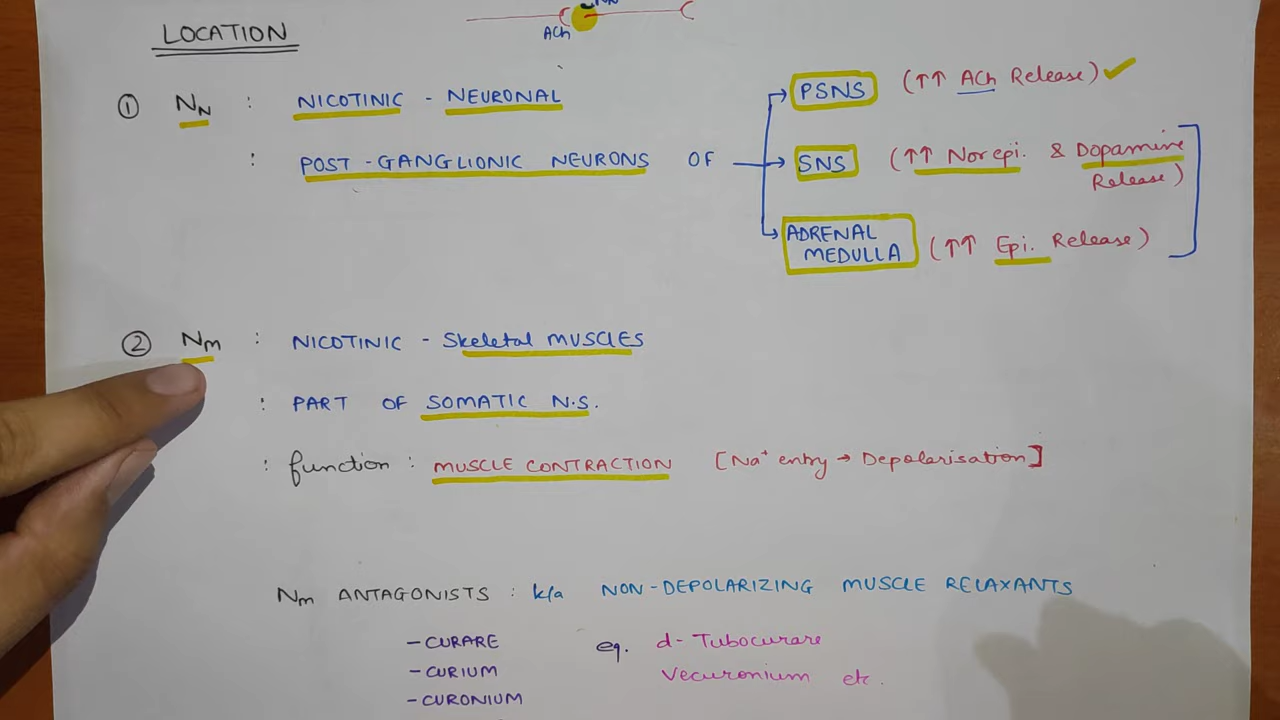 ACh
LOCATION
① NN : NICOTINIC - NEURONAL
: POST-GANGLIONIC NEURONS OF
PSNS (↑↑ ACh Release) ✓
SNS (↑↑ Norepi. & Dopamine Release)
ADRENAL MEDULLA (↑↑ Epi. Release)
② Nm : NICOTINIC - Skeletal MUSCLES
: PART OF SOMATIC N.S.
: function : MUSCLE CONTRACTION [Na+ entry → Depolarisation]
Nm ANTAGONISTS : k/a NON-DEPOLARIZING MUSCLE RELAXANTS
- CURARE eg. d-Tubocurare
- CURIUM Vecuronium etc.
- CURONIUM